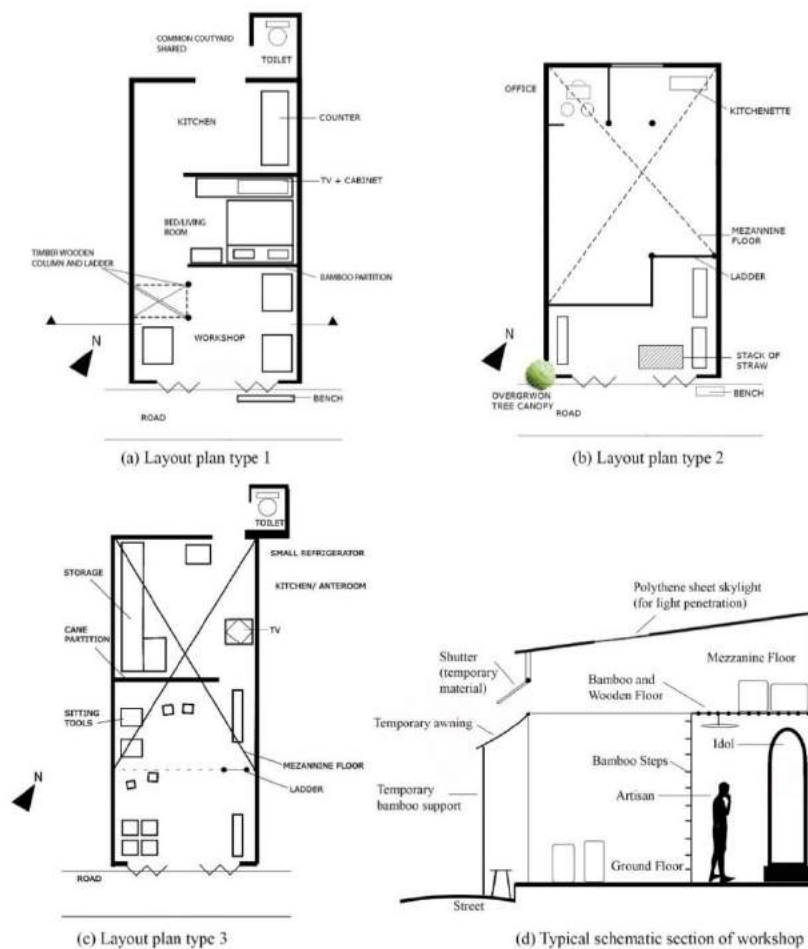 COMMON COUTYARD
SHARED
TOILET
KITCHEN
COUNTER
TV + CABINET
BED/LIVING
ROOM
TIMBER WOODEN
COLUMN AND LADDER
BAMBOO PARTITION
N
WORKSHOP
BENCH
ROAD
(a) Layout plan type 1
OFFICE
KITCHENETTE
MEZANNINE
FLOOR
LADDER
N
STACK OF
STRAW
OVERGRWON
TREE CANOPY
BENCH
ROAD
(b) Layout plan type 2
TOILET
SMALL REFRIGERATOR
STORAGE
KITCHEN/ ANTEROOM
CANE
PARTITION
TV
SITTING
TOOLS
N
MEZANNINE FLOOR
LADDER
ROAD
(c) Layout plan type 3
Polythene sheet skylight
(for light penetration)
Shutter
(temporary
material)
Mezzanine Floor
Bamboo and
Wooden Floor
Temporary awning
Idol
Bamboo Steps
Temporary
bamboo support
Artisan
Ground Floor
Street
(d) Typical schematic section of workshop